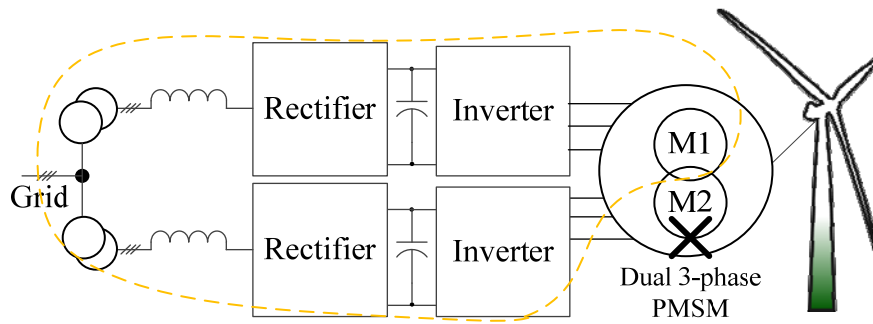 Rectifier
Inverter
M1
Grid
M2
Rectifier
Inverter
Dual 3-phase
PMSM